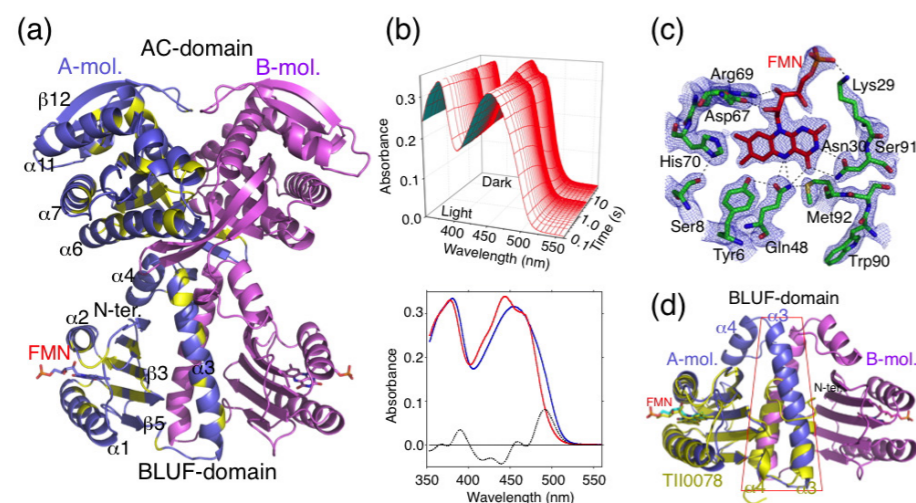 (a)
AC-domain
A-mol.
B-mol.
β12
α11
α7
α6
α4
N-ter.
α2
FMN
β3
α3
β5
α1
BLUF-domain
(b)
0.3
0.2
0.1
0.0
Absorbance
Dark
Light
400
450
500
550
Wavelength (nm)
10
1.0
0.1
Time (s)
0.3
0.2
0.1
0.0
Absorbance
350
400
450
500
550
Wavelength (nm)
(c)
FMN
Arg69
Asp67
Lys29
His70
Asn30
Ser91
Ser8
Met92
Tyr6
Gln48
Trp90
(d)
BLUF-domain
α3
α4
A-mol.
B-mol.
N-ter.
FMN
Tll0078
α4
α3